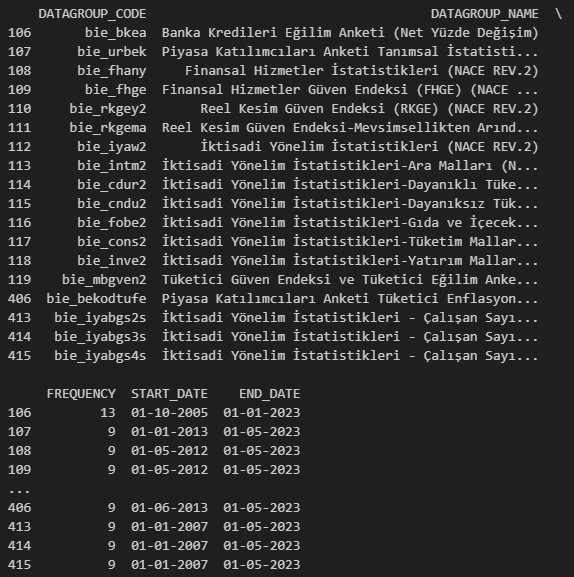 DATAGROUP_CODE DATAGROUP_NAME \
106 bie_bkea Banka Kredileri Eğilim Anketi (Net Yüzde Değişim)
107 bie_urbek Piyasa Katılımcıları Anketi Tanımsal İstatisti...
108 bie_fhany Finansal Hizmetler İstatistikleri (NACE REV.2)
109 bie_fhge Finansal Hizmetler Güven Endeksi (FHGE) (NACE ...
110 bie_rkgey2 Reel Kesim Güven Endeksi (RKGE) (NACE REV.2)
111 bie_rkgema Reel Kesim Güven Endeksi-Mevsimsellikten Arınd...
112 bie_iyaw2 İktisadi Yönelim İstatistikleri (NACE REV.2)
113 bie_intm2 İktisadi Yönelim İstatistikleri-Ara Malları (N...
114 bie_cdur2 İktisadi Yönelim İstatistikleri-Dayanıklı Tüke...
115 bie_cndu2 İktisadi Yönelim İstatistikleri-Dayanıksız Tük...
116 bie_fobe2 İktisadi Yönelim İstatistikleri-Gıda ve İçecek...
117 bie_cons2 İktisadi Yönelim İstatistikleri-Tüketim Mallar...
118 bie_inve2 İktisadi Yönelim İstatistikleri-Yatırım Mallar...
119 bie_mbgven2 Tüketici Güven Endeksi ve Tüketici Eğilim Anke...
406 bie_bekodtufe Piyasa Katılımcıları Anketi Tüketici Enflasyon...
413 bie_iyabgs2s İktisadi Yönelim İstatistikleri - Çalışan Sayı...
414 bie_iyabgs3s İktisadi Yönelim İstatistikleri - Çalışan Sayı...
415 bie_iyabgs4s İktisadi Yönelim İstatistikleri - Çalışan Sayı...
FREQUENCY START_DATE END_DATE
106 13 01-10-2005 01-01-2023
107 9 01-01-2013 01-05-2023
108 9 01-05-2012 01-05-2023
109 9 01-05-2012 01-05-2023
...
406 9 01-06-2013 01-05-2023
413 9 01-01-2007 01-05-2023
414 9 01-01-2007 01-05-2023
415 9 01-01-2007 01-05-2023